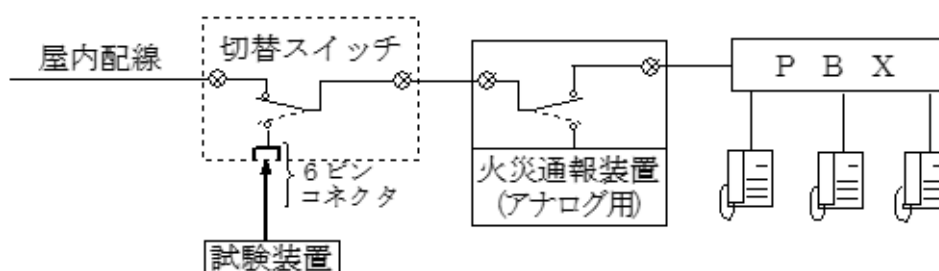 屋内配線
切替スイッチ
6ピン
コネクタ
試験装置
火災通報装置
(アナログ用)
PBX